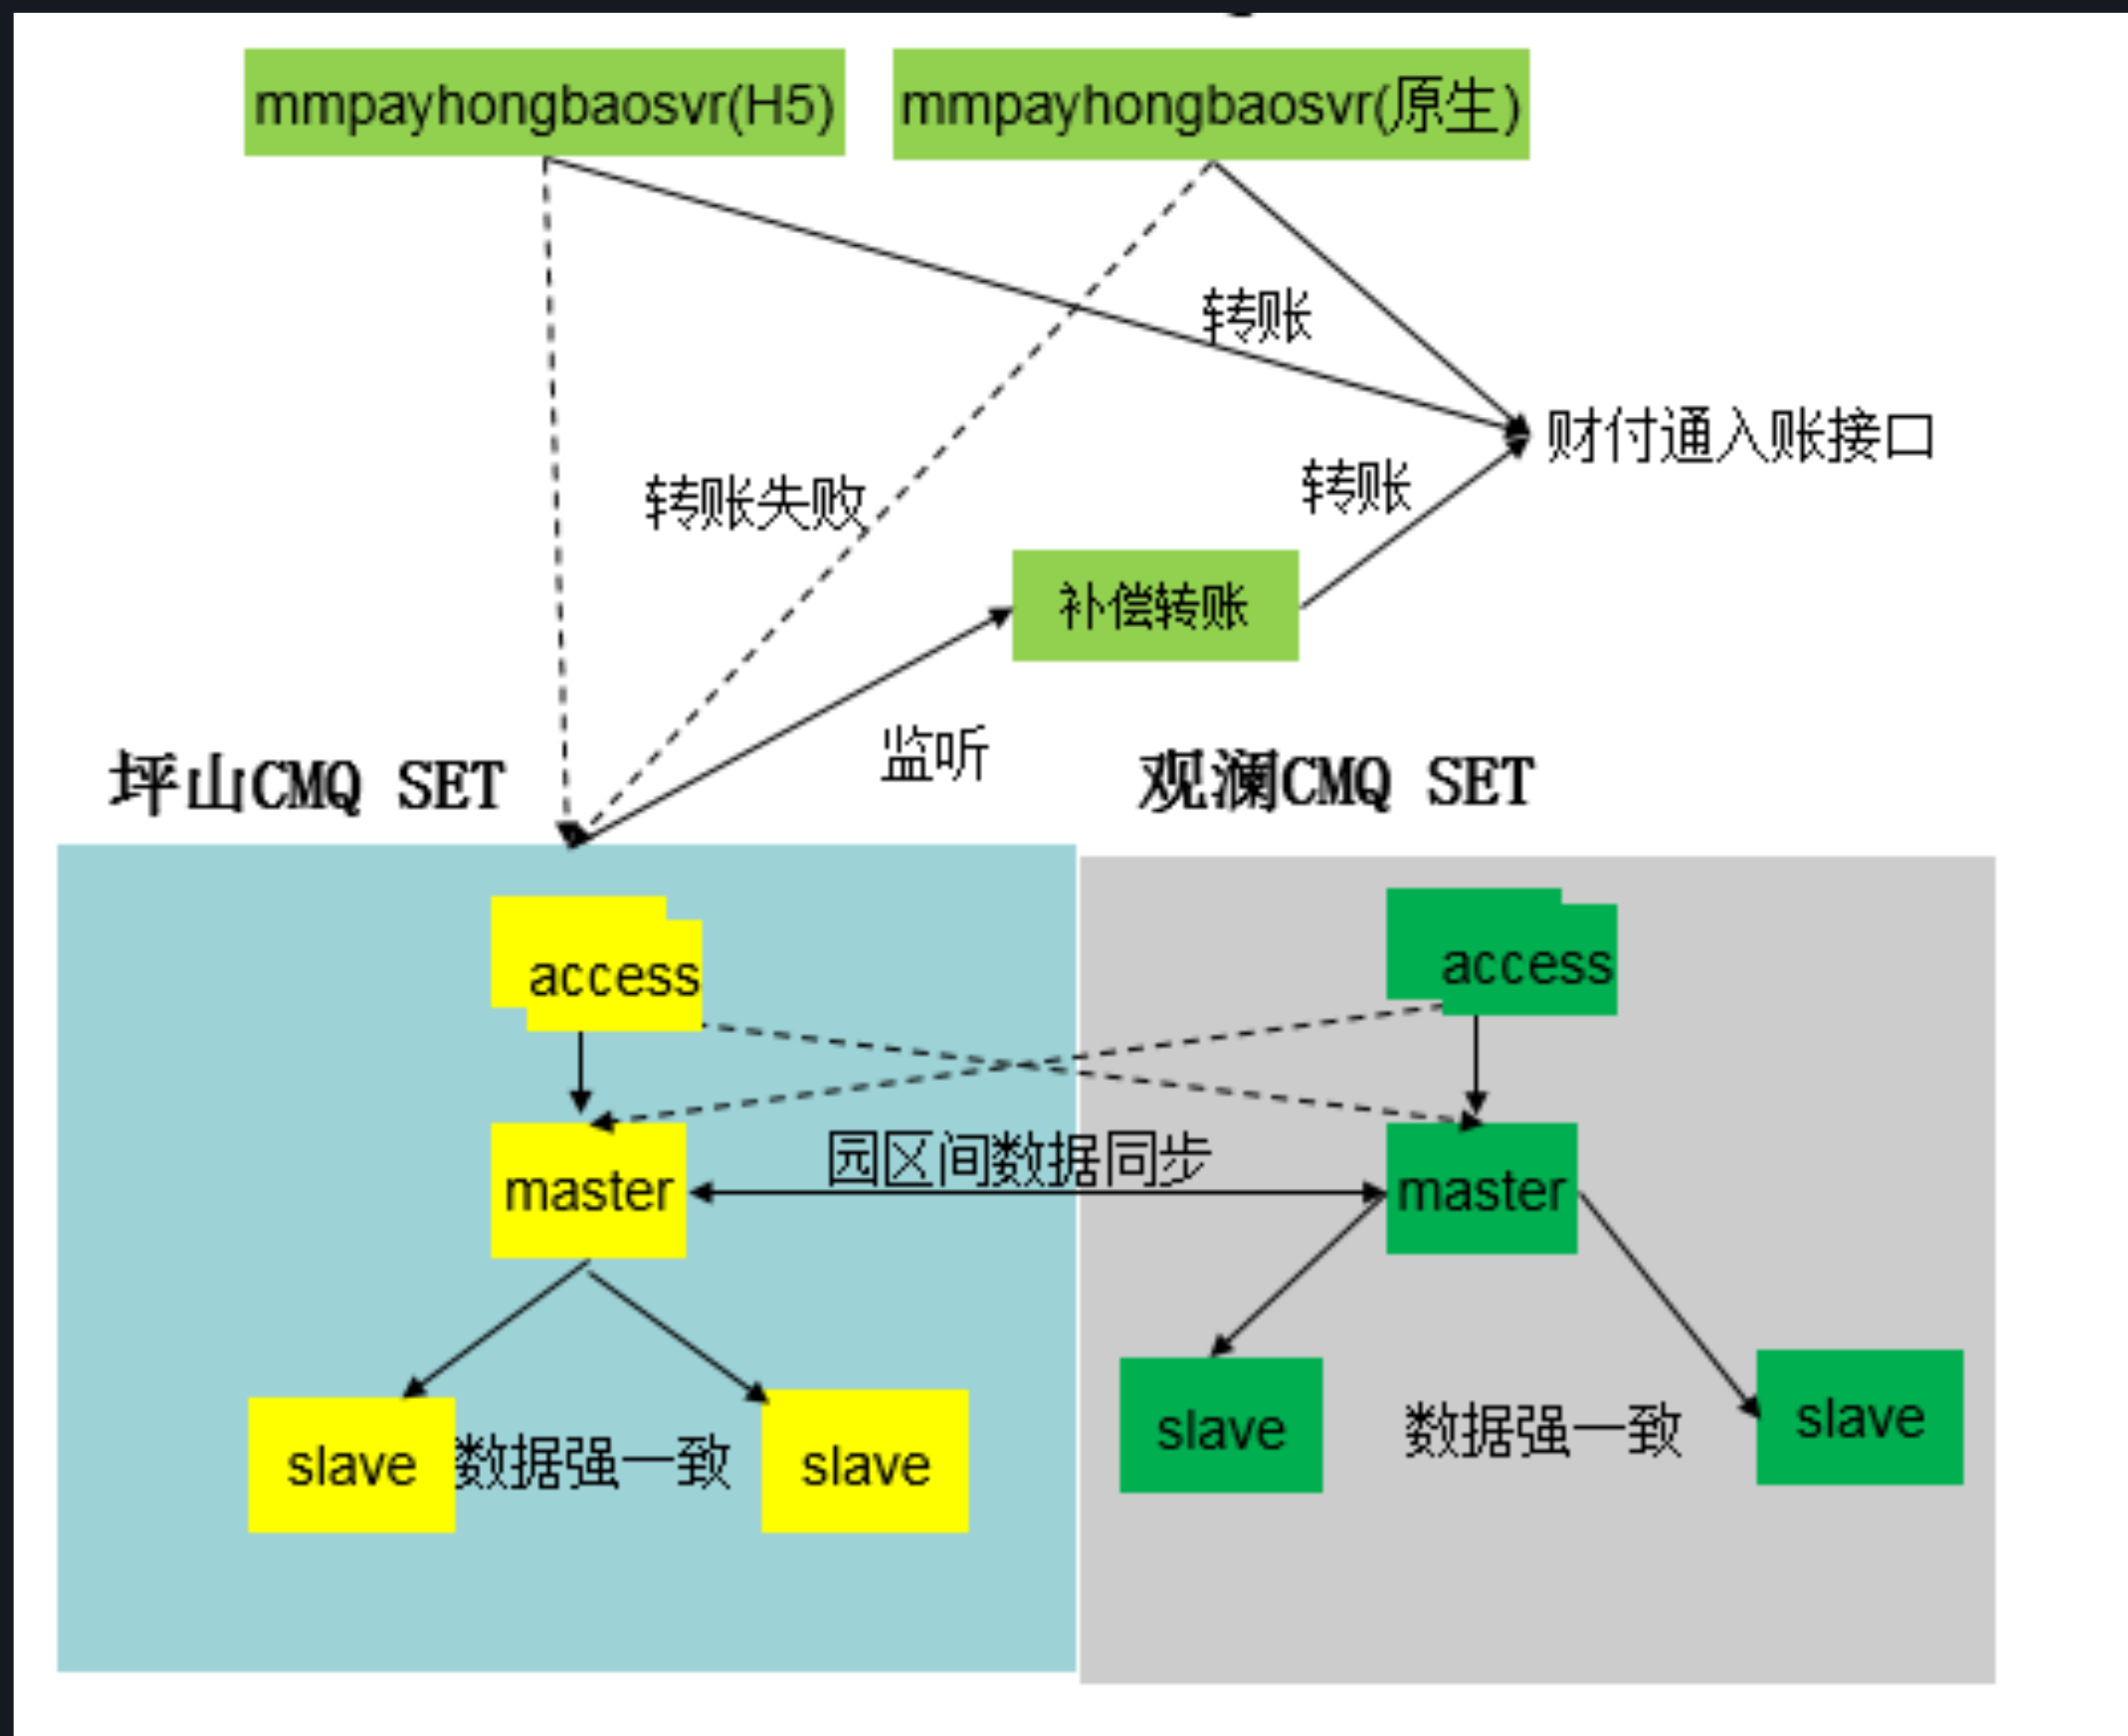 mmpayhongbaosvr(H5)
mmpayhongbaosvr(原生)
转账
财付通入账接口
转账失败
转账
补偿转账
监听
坪山CMQ SET
观澜CMQ SET
access
access
园区间数据同步
master
master
slave
数据强一致
slave
slave
数据强一致
slave